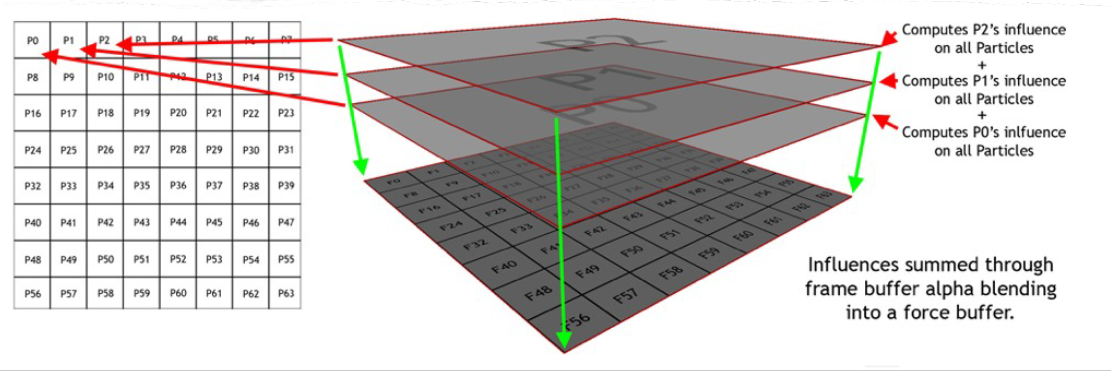 P0 P1 P2 P3 P4 P5 P6 P7
P8 P9 P10 P11 P12 P13 P14 P15
P16 P17 P18 P19 P20 P21 P22 P23
P24 P25 P26 P27 P28 P29 P30 P31
P32 P33 P34 P35 P36 P37 P38 P39
P40 P41 P42 P43 P44 P45 P46 P47
P48 P49 P50 P51 P52 P53 P54 P55
P56 P57 P58 P59 P60 P61 P62 P63
P2
P1
P0
F0 F1
F8 F9
F16 F17
F24 F25 F26 F27 F28
F32 F33 F34
F40 F41 F42 F43 F44 F45 F46 F47
F48 F49 F50 F51 F52 F53 F54 F55
F56 F57 F58 F59 F60 F61 F62 F63
Computes P2's influence
on all Particles
+
Computes P1's influence
on all Particles
+
Computes P0's inlfuence
on all Particles
Influences summed through
frame buffer alpha blending
into a force buffer.